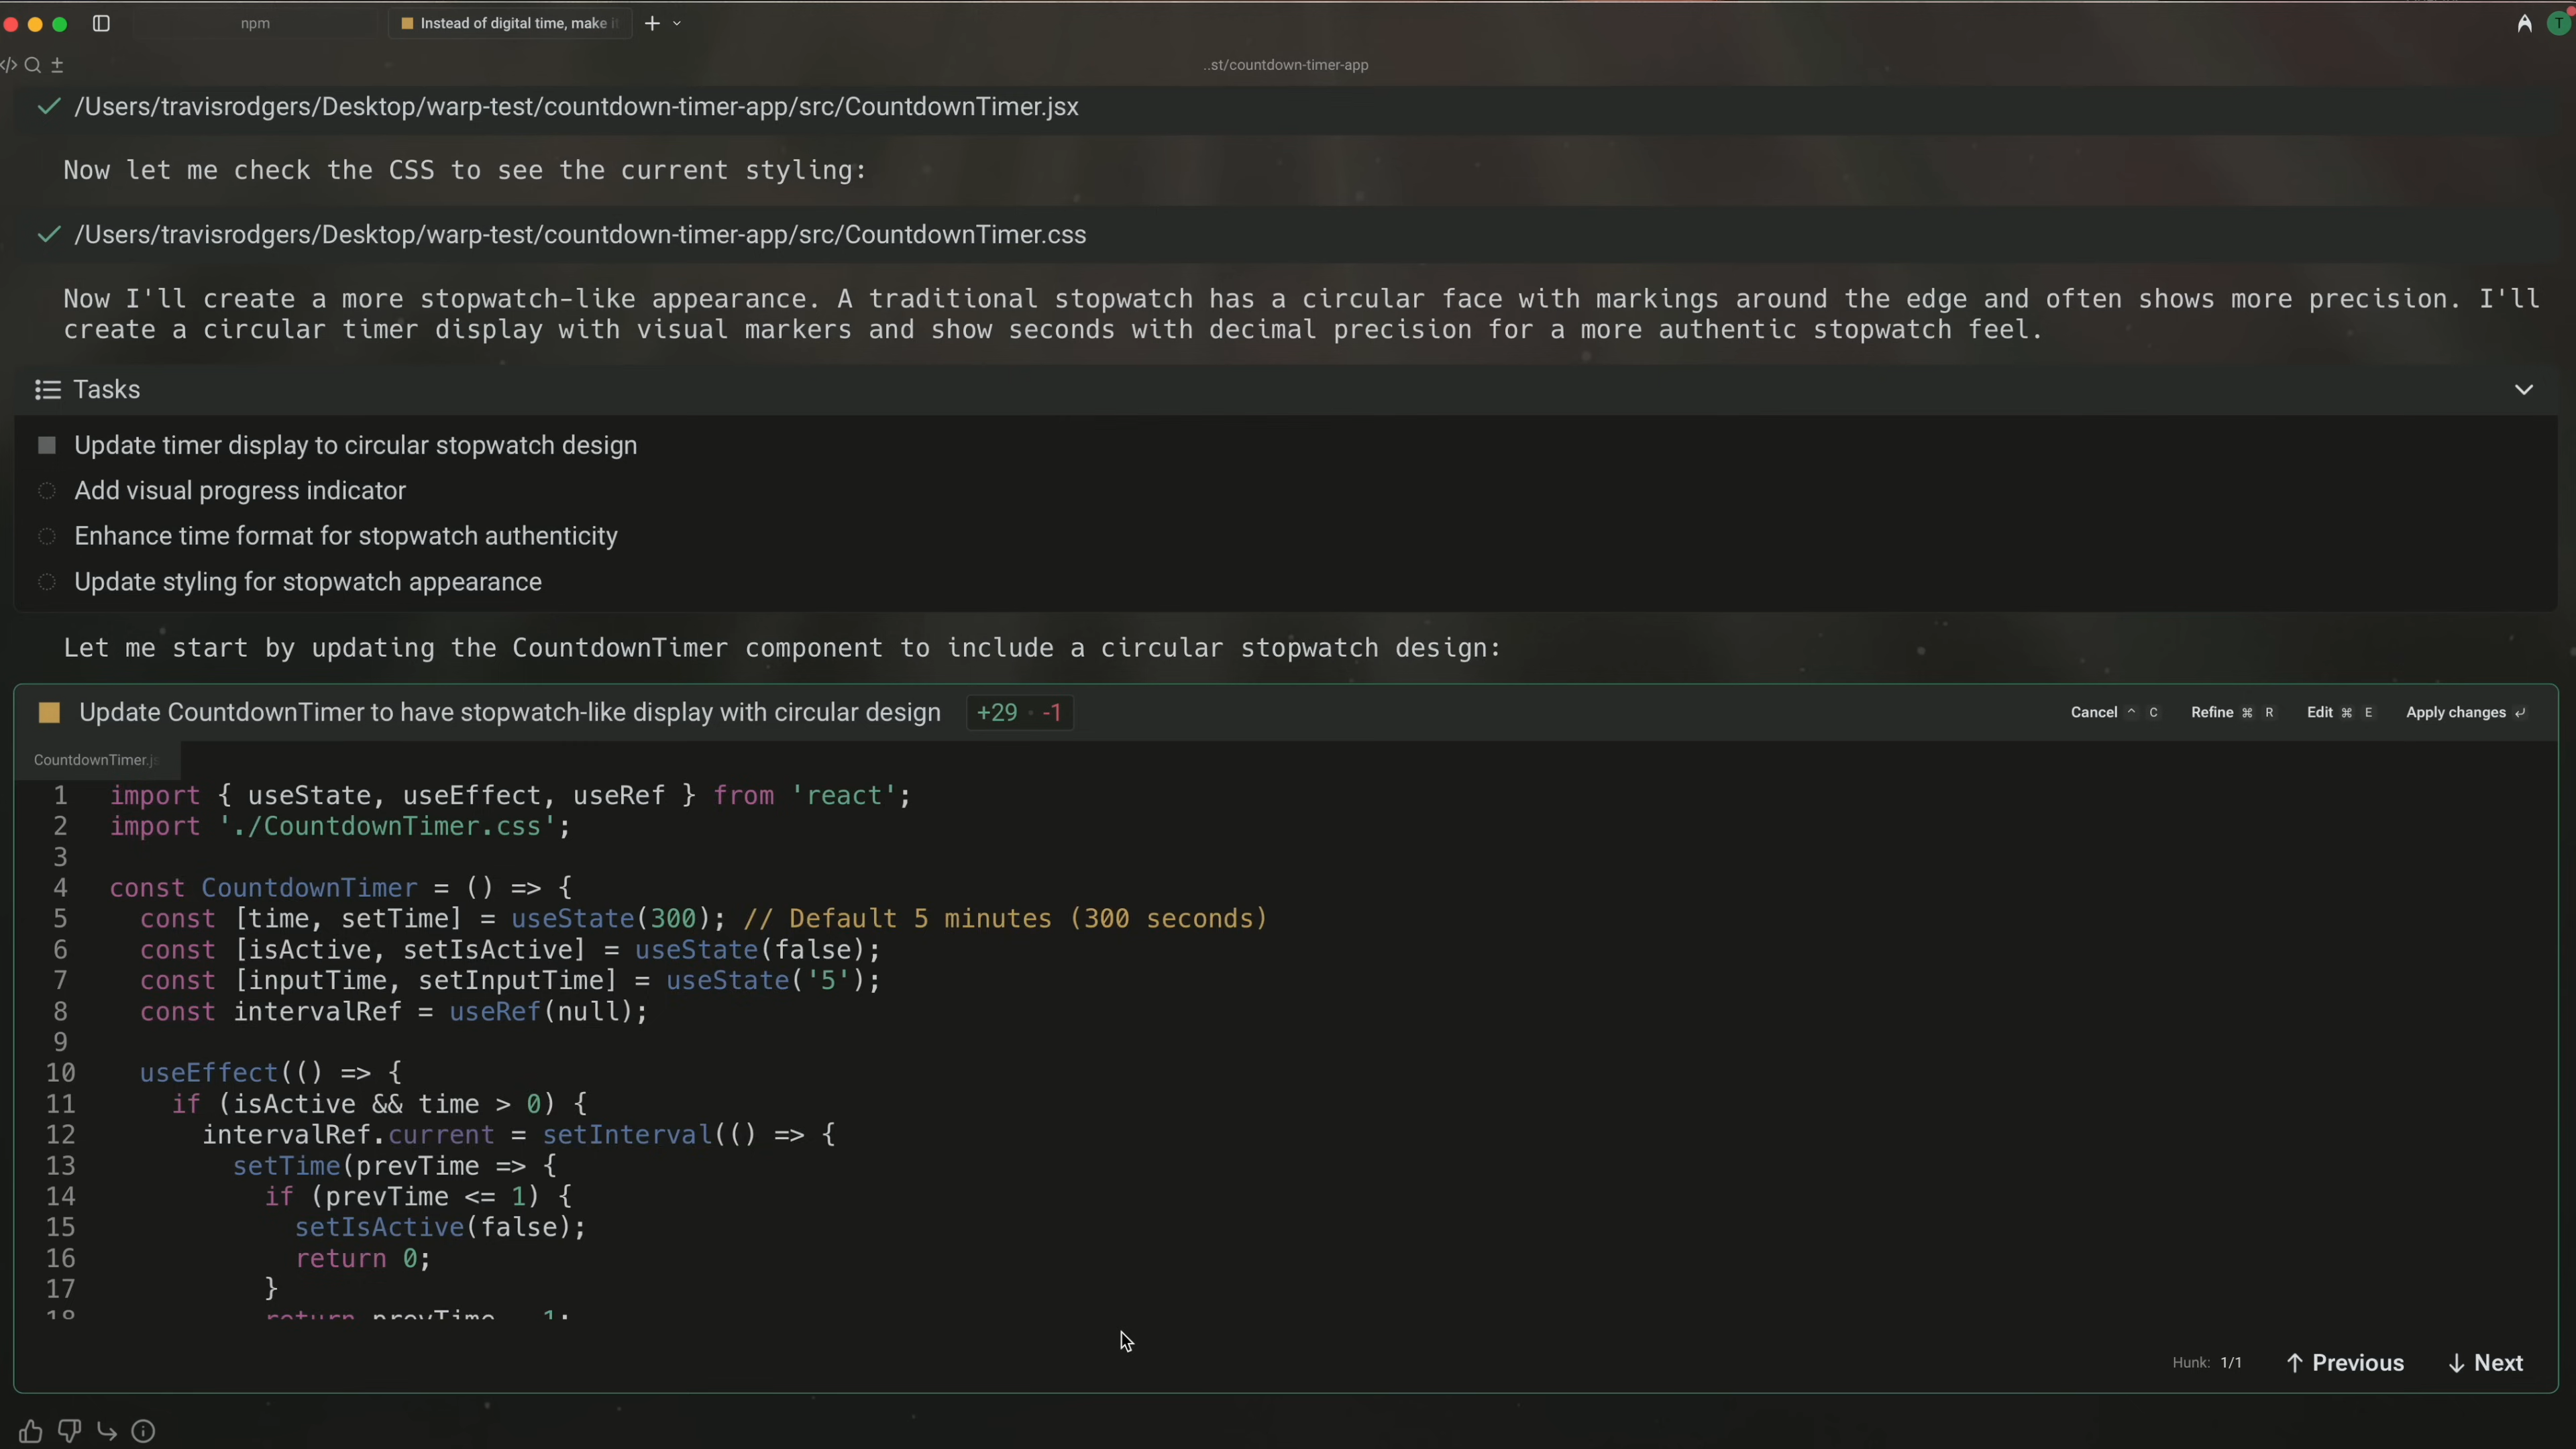 npm
Instead of digital time, make
T
..st/countdown-timer-app
/Users/travisrodgers/Desktop/warp-test/countdown-timer-app/src/CountdownTimer.jsx
Now let me check the CSS to see the current styling:
/Users/travisrodgers/Desktop/warp-test/countdown-timer-app/src/CountdownTimer.css
Now I'll create a more stopwatch-like appearance. A traditional stopwatch has a circular face with markings around the edge and often shows more precision. I'll
create a circular timer display with visual markers and show seconds with decimal precision for a more authentic stopwatch feel.
Tasks
Update timer display to circular stopwatch design
Add visual progress indicator
Enhance time format for stopwatch authenticity
Update styling for stopwatch appearance
Let me start by updating the CountdownTimer component to include a circular stopwatch design:
Update CountdownTimer to have stopwatch-like display with circular design +29 · -1 Cancel ^ C Refine ⌘ R Edit ⌘ E Apply changes ↵
CountdownTimer.js
1 import { useState, useEffect, useRef } from 'react';
2 import './CountdownTimer.css';
3
4 const CountdownTimer = () => {
5 const [time, setTime] = useState(300); // Default 5 minutes (300 seconds)
6 const [isActive, setIsActive] = useState(false);
7 const [inputTime, setInputTime] = useState('5');
8 const intervalRef = useRef(null);
9
10 useEffect(() => {
11 if (isActive && time > 0) {
12 intervalRef.current = setInterval(() => {
13 setTime(prevTime => {
14 if (prevTime <= 1) {
15 setIsActive(false);
16 return 0;
17 }
18 return prevTime - 1;
Hunk: 1/1 ↑ Previous ↓ Next